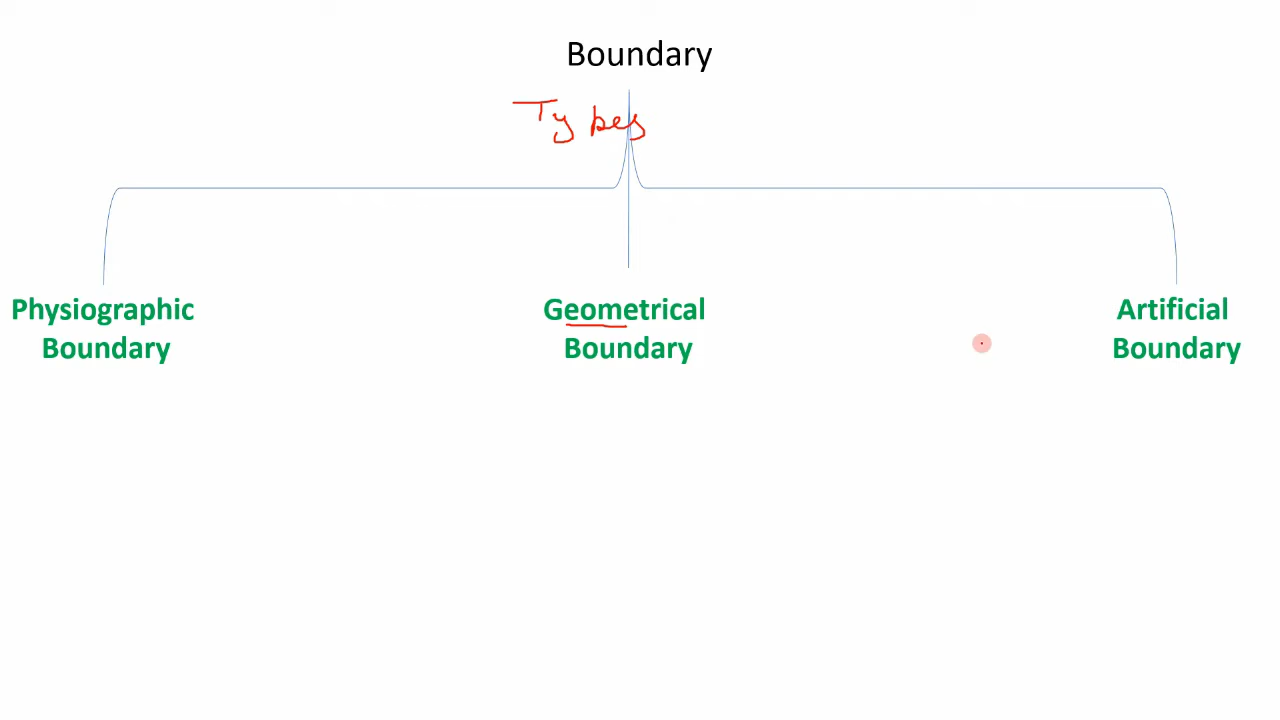 Boundary
Types
Physiographic
Boundary
Geometrical
Boundary
Artificial
Boundary